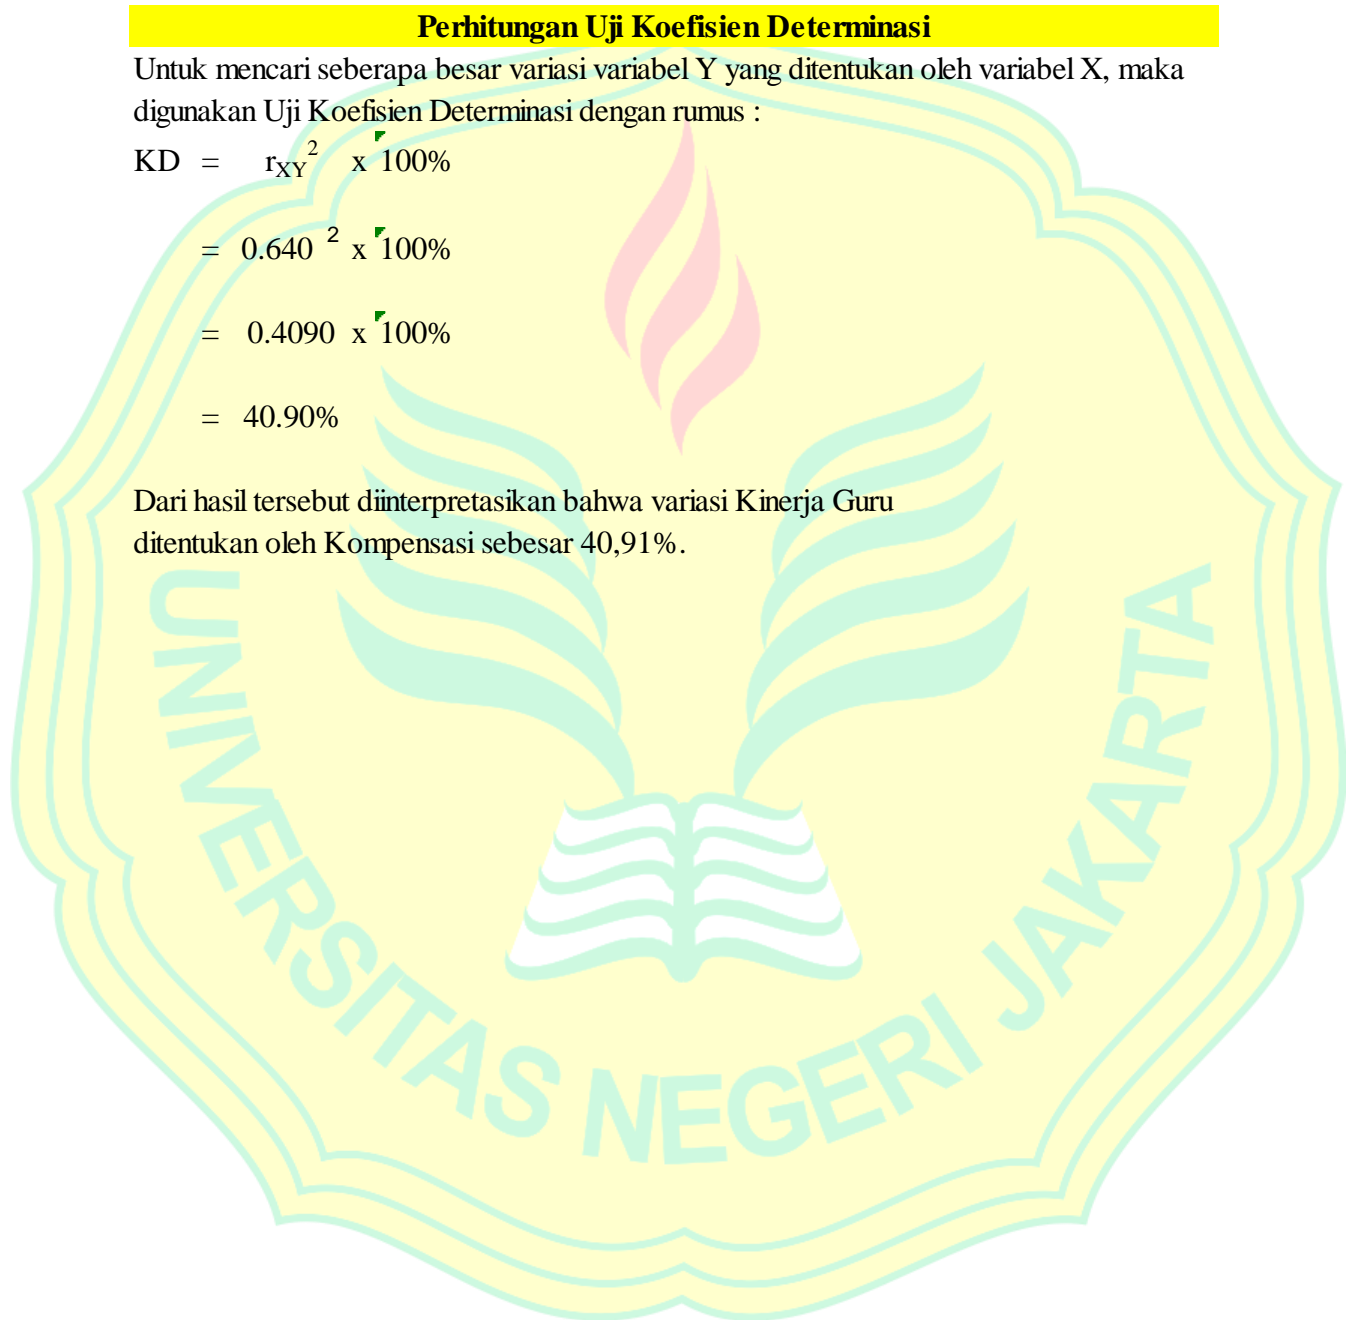 Perhitungan Uji Koefisien Determinasi
Untuk mencari seberapa besar variasi variabel Y yang ditentukan oleh variabel X, maka
digunakan Uji Koefisien Determinasi dengan rumus :
KD = rXY² x 100%
= 0.640 ² x 100%
= 0.4090 x 100%
= 40.90%
Dari hasil tersebut diinterpretasikan bahwa variasi Kinerja Guru
ditentukan oleh Kompensasi sebesar 40,91%.
UNIVERSITAS NEGERI JAKARTA